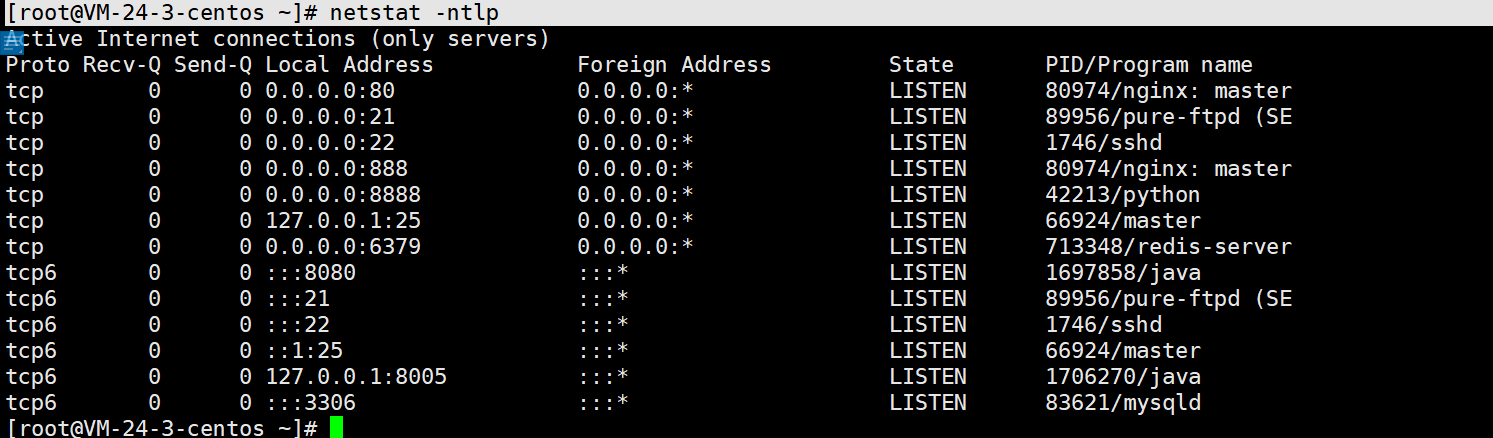 [root@VM-24-3-centos ~]# netstat -ntlp
Active Internet connections (only servers)
Proto Recv-Q Send-Q Local Address           Foreign Address         State       PID/Program name
tcp        0      0 0.0.0.0:80              0.0.0.0:*               LISTEN      80974/nginx: master
tcp        0      0 0.0.0.0:21              0.0.0.0:*               LISTEN      89956/pure-ftpd (SE
tcp        0      0 0.0.0.0:22              0.0.0.0:*               LISTEN      1746/sshd
tcp        0      0 0.0.0.0:888             0.0.0.0:*               LISTEN      80974/nginx: master
tcp        0      0 0.0.0.0:8888            0.0.0.0:*               LISTEN      42213/python
tcp        0      0 127.0.0.1:25            0.0.0.0:*               LISTEN      66924/master
tcp        0      0 0.0.0.0:6379            0.0.0.0:*               LISTEN      713348/redis-server
tcp6       0      0 :::8080                 :::*                    LISTEN      1697858/java
tcp6       0      0 :::21                   :::*                    LISTEN      89956/pure-ftpd (SE
tcp6       0      0 :::22                   :::*                    LISTEN      1746/sshd
tcp6       0      0 ::1:25                  :::*                    LISTEN      66924/master
tcp6       0      0 127.0.0.1:8005          :::*                    LISTEN      1706270/java
tcp6       0      0 :::3306                 :::*                    LISTEN      83621/mysqld
[root@VM-24-3-centos ~]#